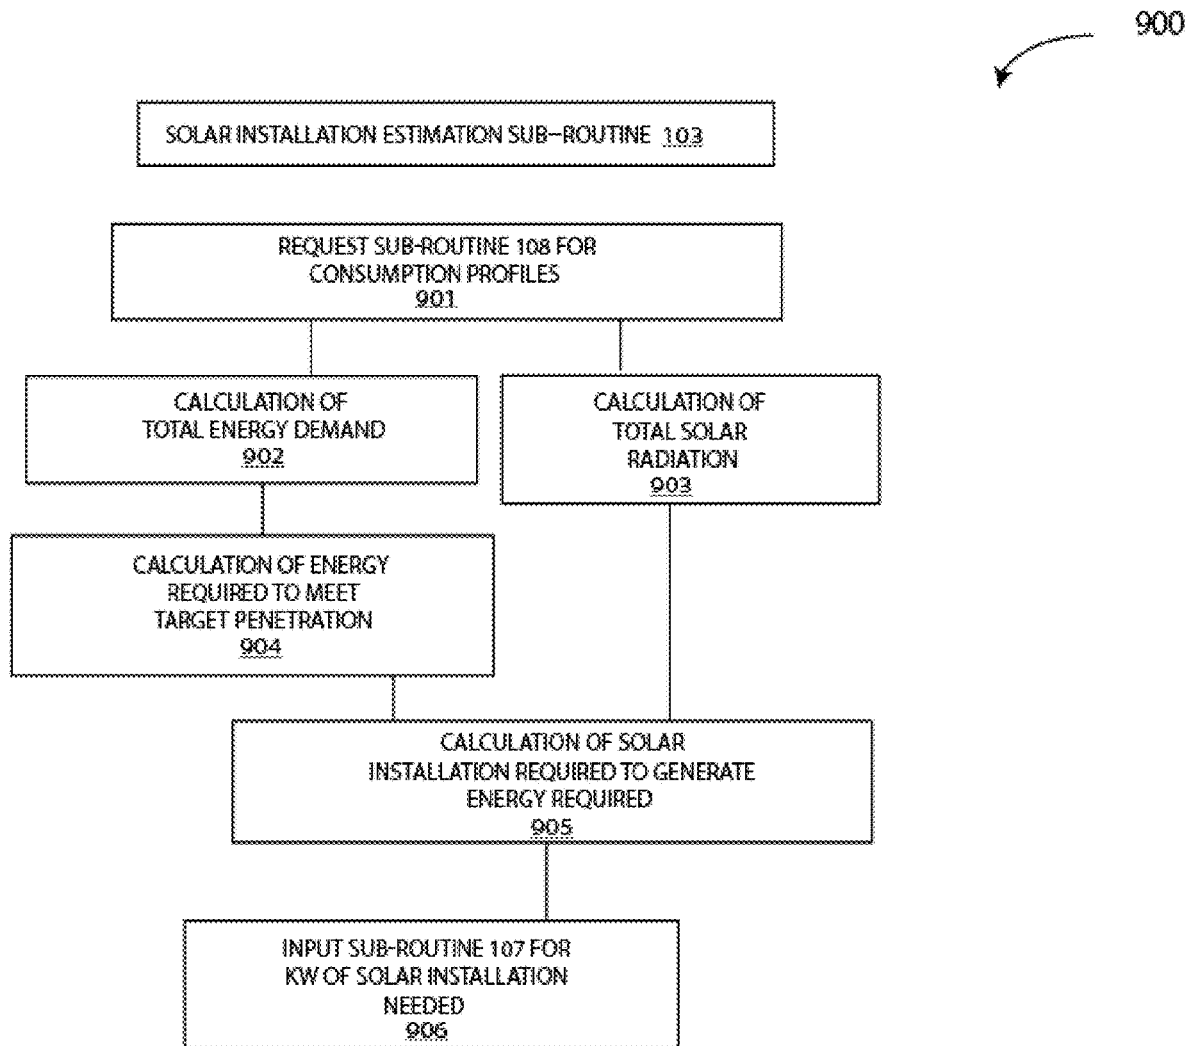 900
SOLAR INSTALLATION ESTIMATION SUB-ROUTINE 103
REQUEST SUB-ROUTINE 108 FOR
CONSUMPTION PROFILES
901
CALCULATION OF
TOTAL ENERGY DEMAND
902
CALCULATION OF
TOTAL SOLAR
RADIATION
903
CALCULATION OF ENERGY
REQUIRED TO MEET
TARGET PENETRATION
904
CALCULATION OF SOLAR
INSTALLATION REQUIRED TO GENERATE
ENERGY REQUIRED
905
INPUT SUB-ROUTINE 107 FOR
KW OF SOLAR INSTALLATION
NEEDED
906